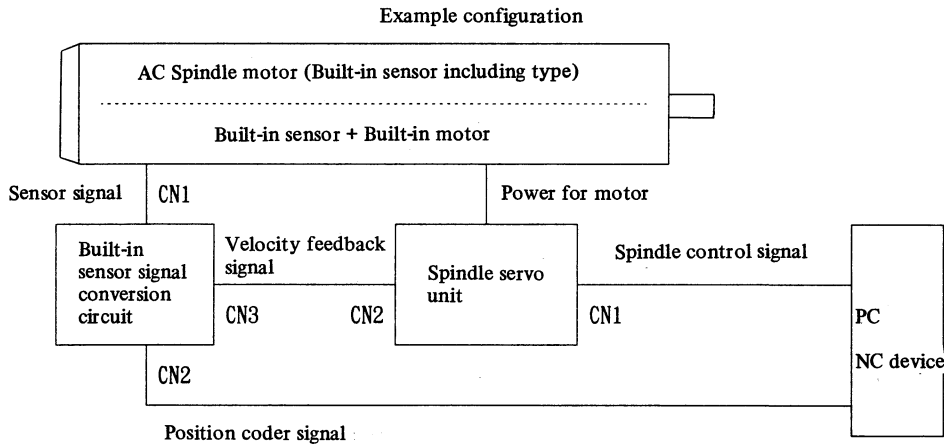 Example configuration
AC Spindle motor (Built-in sensor including type)
Built-in sensor + Built-in motor
Sensor signal
CN1
Power for motor
Built-in
sensor signal
conversion
circuit
Velocity feedback
signal
CN3
CN2
Spindle servo
unit
Spindle control signal
CN1
PC
NC device
CN2
Position coder signal